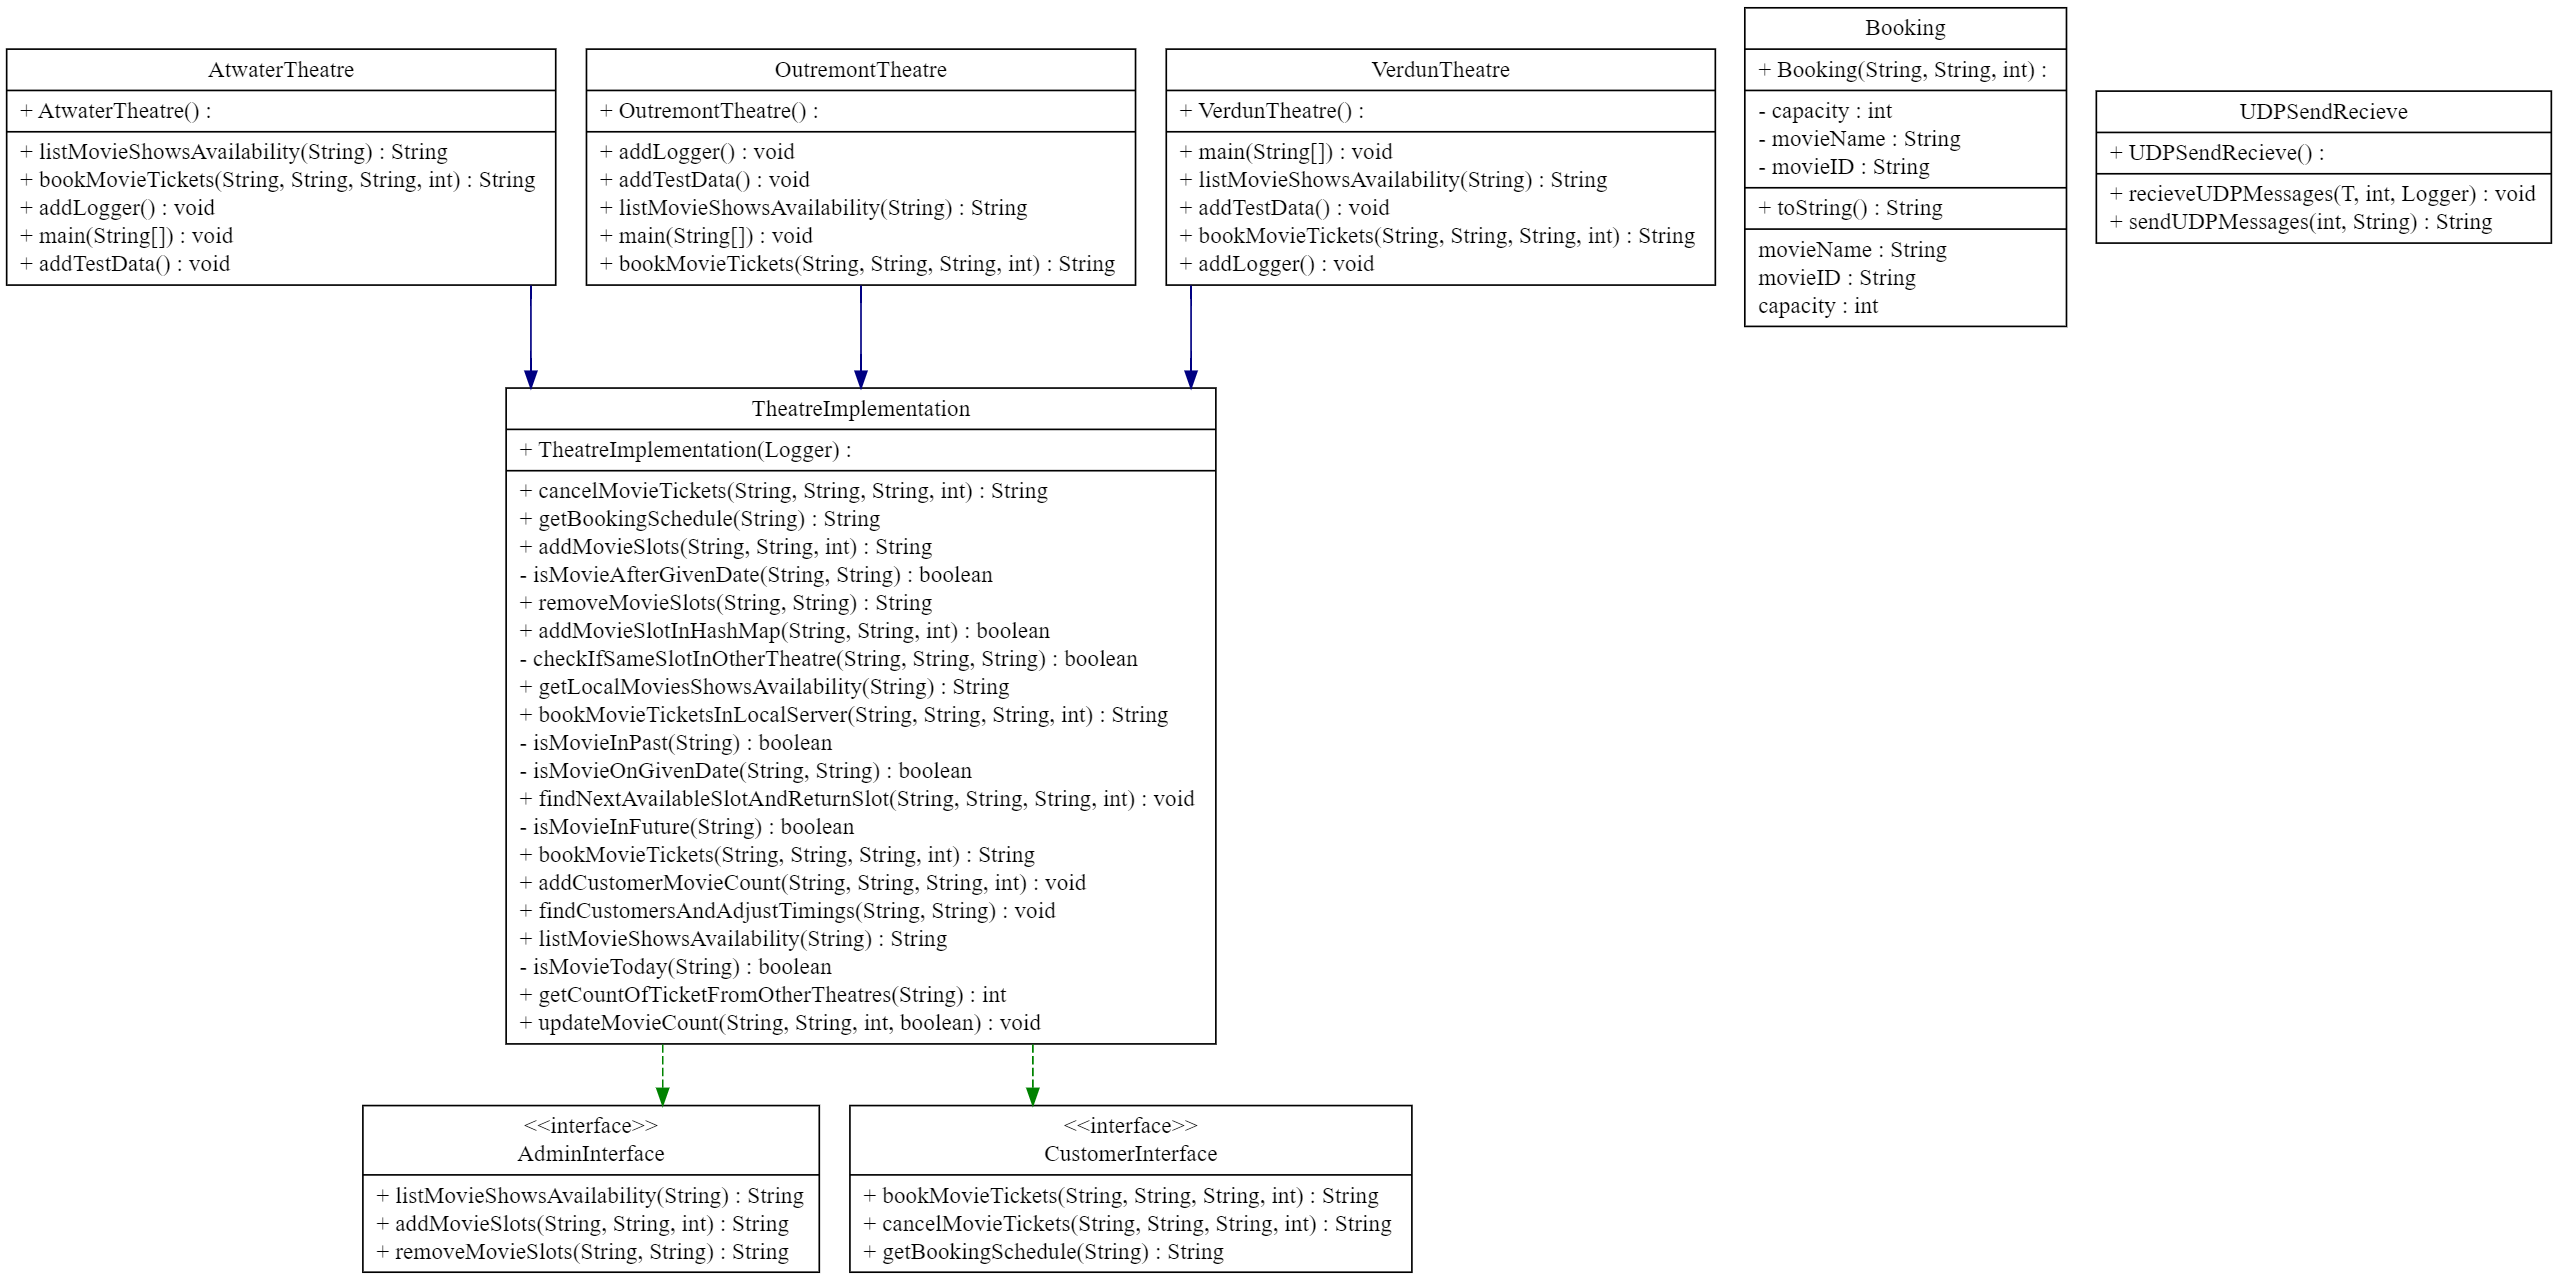 AtwaterTheatre
+ AtwaterTheatre() :
+ listMovieShowsAvailability(String) : String
+ bookMovieTickets(String, String, String, int) : String
+ addLogger() : void
+ main(String[]) : void
+ addTestData() : void
OutremontTheatre
+ OutremontTheatre() :
+ addLogger() : void
+ addTestData() : void
+ listMovieShowsAvailability(String) : String
+ main(String[]) : void
+ bookMovieTickets(String, String, String, int) : String
VerdunTheatre
+ VerdunTheatre() :
+ main(String[]) : void
+ listMovieShowsAvailability(String) : String
+ addTestData() : void
+ bookMovieTickets(String, String, String, int) : String
+ addLogger() : void
Booking
+ Booking(String, String, int) :
- capacity : int
- movieName : String
- movieID : String
+ toString() : String
movieName : String
movieID : String
capacity : int
UDPSendRecieve
+ UDPSendRecieve() :
+ recieveUDPMessages(T, int, Logger) : void
+ sendUDPMessages(int, String) : String
TheatreImplementation
+ TheatreImplementation(Logger) :
+ cancelMovieTickets(String, String, String, int) : String
+ getBookingSchedule(String) : String
+ addMovieSlots(String, String, int) : String
- isMovieAfterGivenDate(String, String) : boolean
+ removeMovieSlots(String, String) : String
+ addMovieSlotInHashMap(String, String, int) : boolean
- checkIfSameSlotInOtherTheatre(String, String, String) : boolean
+ getLocalMoviesShowsAvailability(String) : String
+ bookMovieTicketsInLocalServer(String, String, String, int) : String
- isMovieInPast(String) : boolean
- isMovieOnGivenDate(String, String) : boolean
+ findNextAvailableSlotAndReturnSlot(String, String, String, int) : void
- isMovieInFuture(String) : boolean
+ bookMovieTickets(String, String, String, int) : String
+ addCustomerMovieCount(String, String, String, int) : void
+ findCustomersAndAdjustTimings(String, String) : void
+ listMovieShowsAvailability(String) : String
- isMovieToday(String) : boolean
+ getCountOfTicketFromOtherTheatres(String) : int
+ updateMovieCount(String, String, int, boolean) : void
<<interface>>
AdminInterface
+ listMovieShowsAvailability(String) : String
+ addMovieSlots(String, String, int) : String
+ removeMovieSlots(String, String) : String
<<interface>>
CustomerInterface
+ bookMovieTickets(String, String, String, int) : String
+ cancelMovieTickets(String, String, String, int) : String
+ getBookingSchedule(String) : String